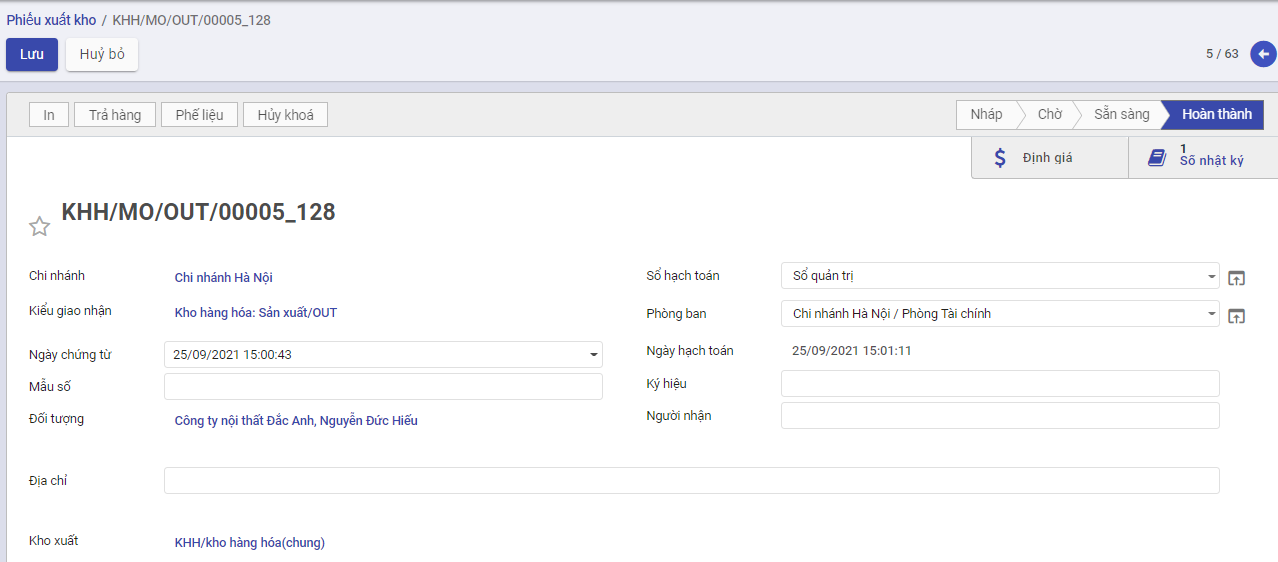 Phiếu xuất kho / KHH/MO/OUT/00005_128
Lưu Huỷ bỏ 5 / 63
In Trả hàng Phế liệu Hủy khoá Nháp Chờ Sẵn sàng Hoàn thành
Định giá 1 Sổ nhật ký
KHH/MO/OUT/00005_128
Chi nhánh Chi nhánh Hà Nội Sổ hạch toán Sổ quản trị
Kiểu giao nhận Kho hàng hóa: Sản xuất/OUT Phòng ban Chi nhánh Hà Nội / Phòng Tài chính
Ngày chứng từ 25/09/2021 15:00:43 Ngày hạch toán 25/09/2021 15:01:11
Mẫu số Ký hiệu
Đối tượng Công ty nội thất Đắc Anh, Nguyễn Đức Hiếu Người nhận
Địa chỉ
Kho xuất KHH/kho hàng hóa(chung)